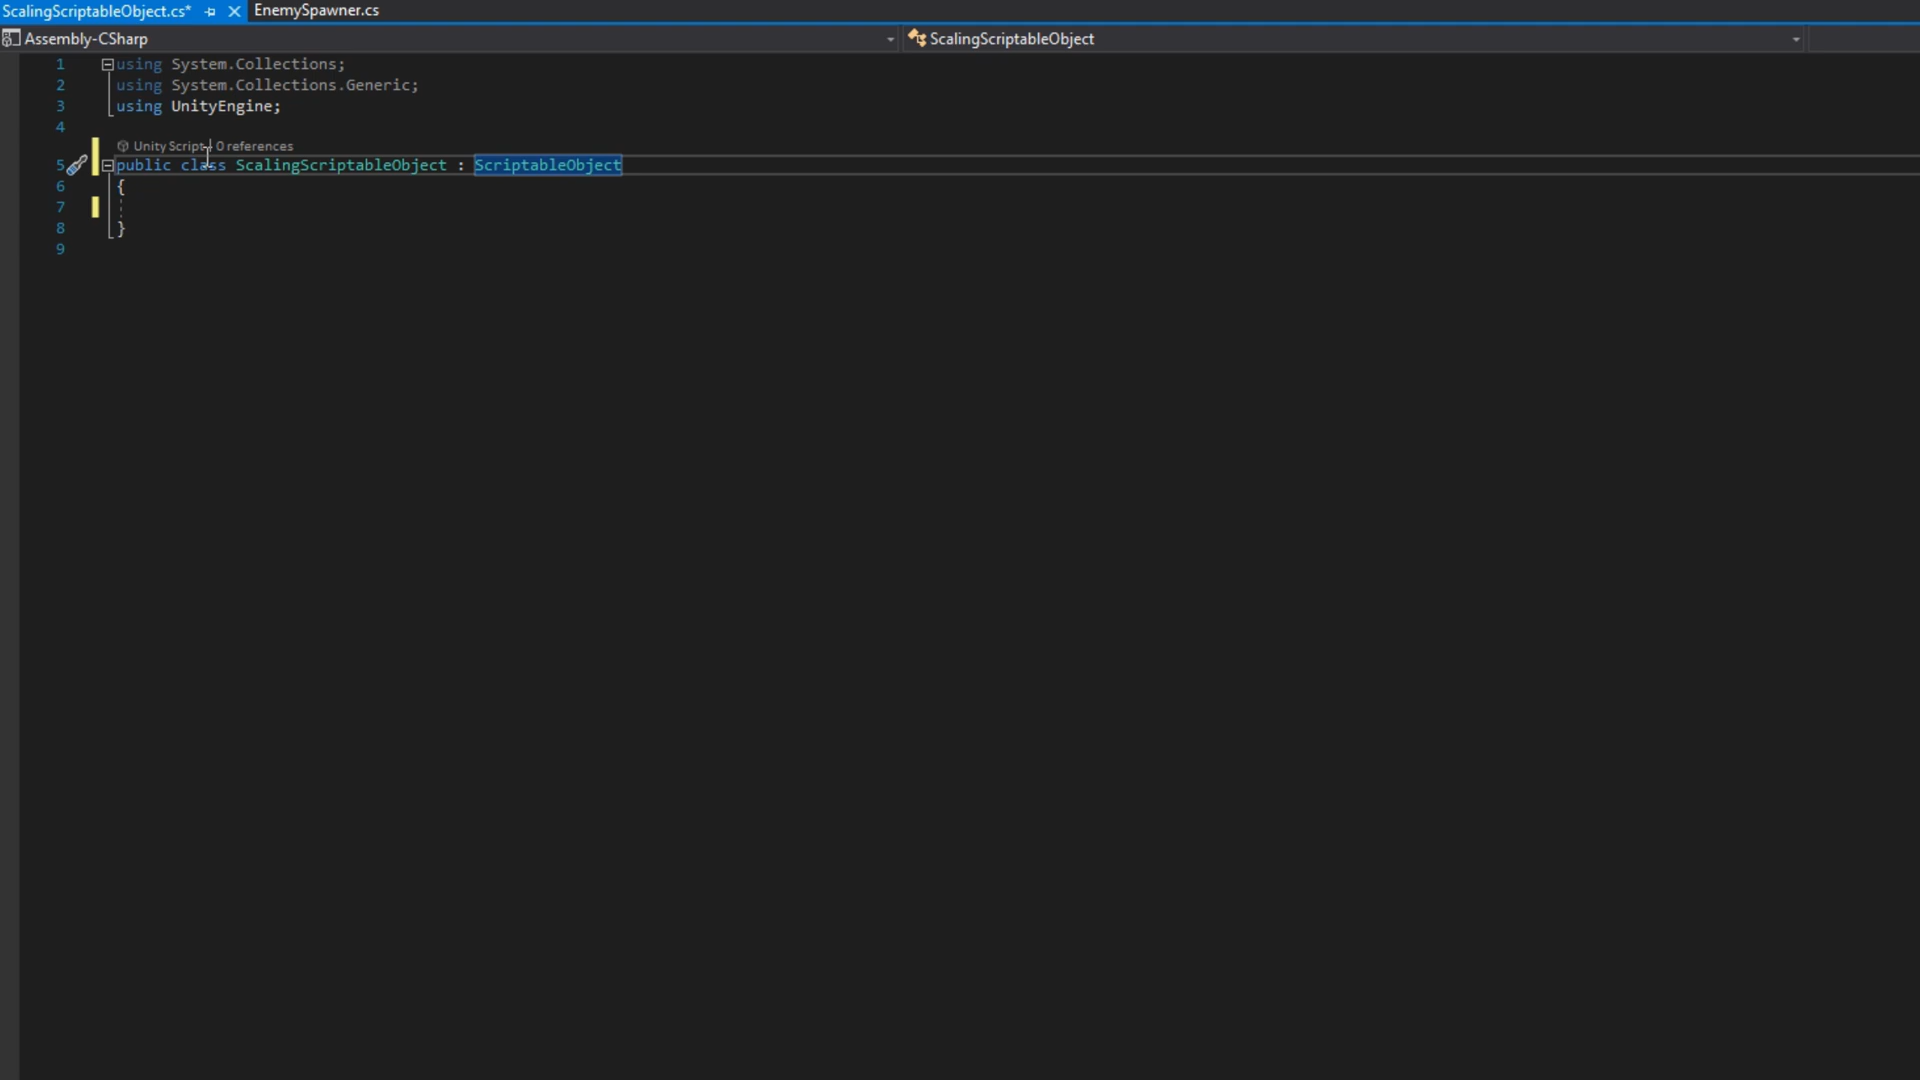 ScalingScriptableObject.cs* EnemySpawner.cs
Assembly-CSharp ScalingScriptableObject
1 using System.Collections;
2 using System.Collections.Generic;
3 using UnityEngine;
4
Unity Script | 0 references
5 public class ScalingScriptableObject : ScriptableObject
6 {
7
8 }
9